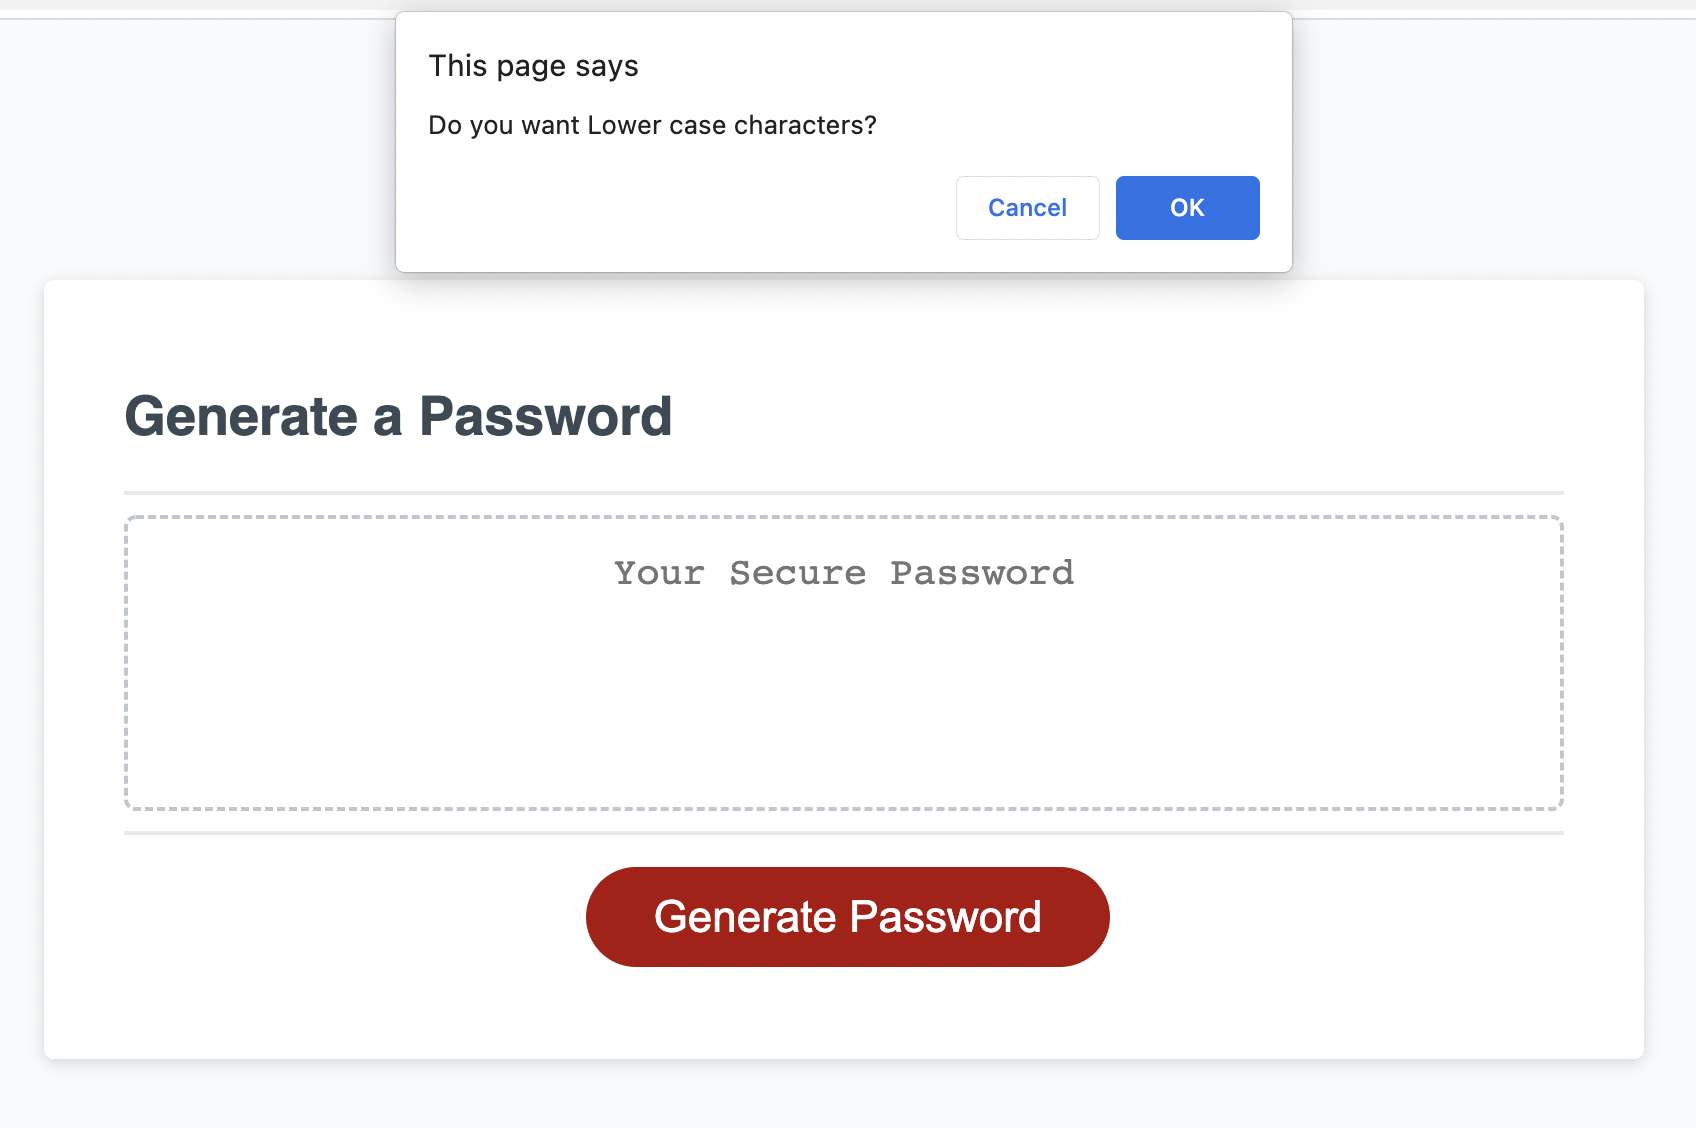 This page says
Do you want Lower case characters?
Cancel
OK
Generate a Password
Your Secure Password
Generate Password